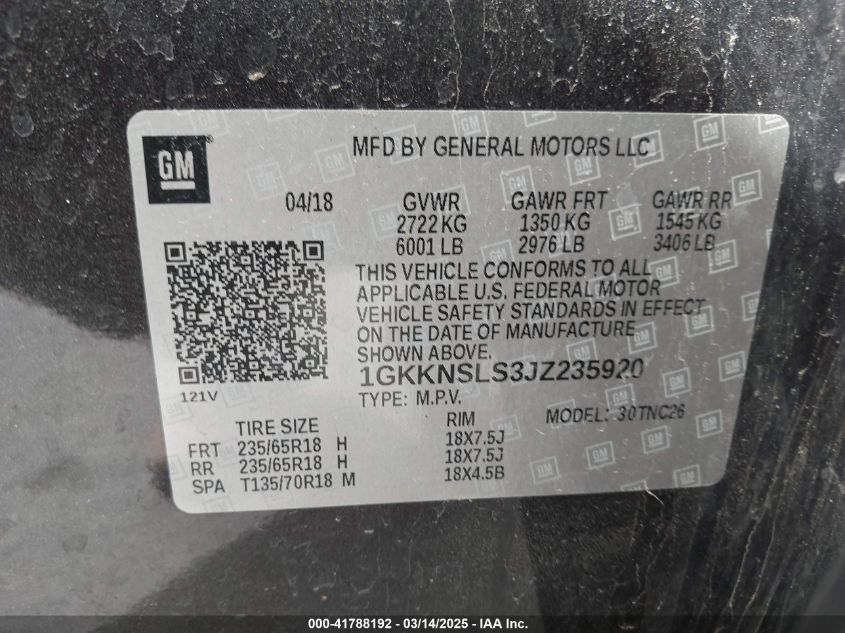 GM
MFD BY GENERAL MOTORS LLC
04/18 GVWR GAWR FRT GAWR RR
2722 KG 1350 KG 1545 KG
6001 LB 2976 LB 3406 LB
THIS VEHICLE CONFORMS TO ALL
APPLICABLE U.S. FEDERAL MOTOR
VEHICLE SAFETY STANDARDS IN EFFECT
ON THE DATE OF MANUFACTURE
SHOWN ABOVE.
1GKKNSLS3JZ235920
121V
TYPE: M.P.V. MODEL: 30TNC26
TIRE SIZE RIM
FRT 235/65R18 H 18X7.5J
RR 235/65R18 H 18X7.5J
SPA T135/70R18 M 18X4.5B
000-41788192 - 03/14/2025 - IAAI.com